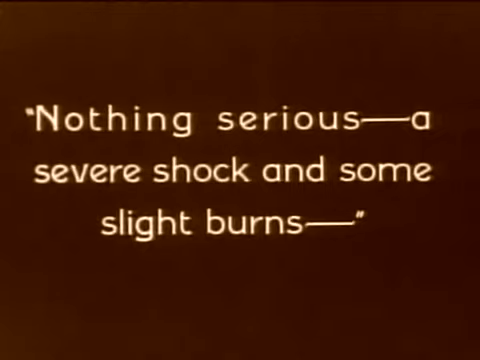 "Nothing serious—a
severe shock and some
slight burns—"